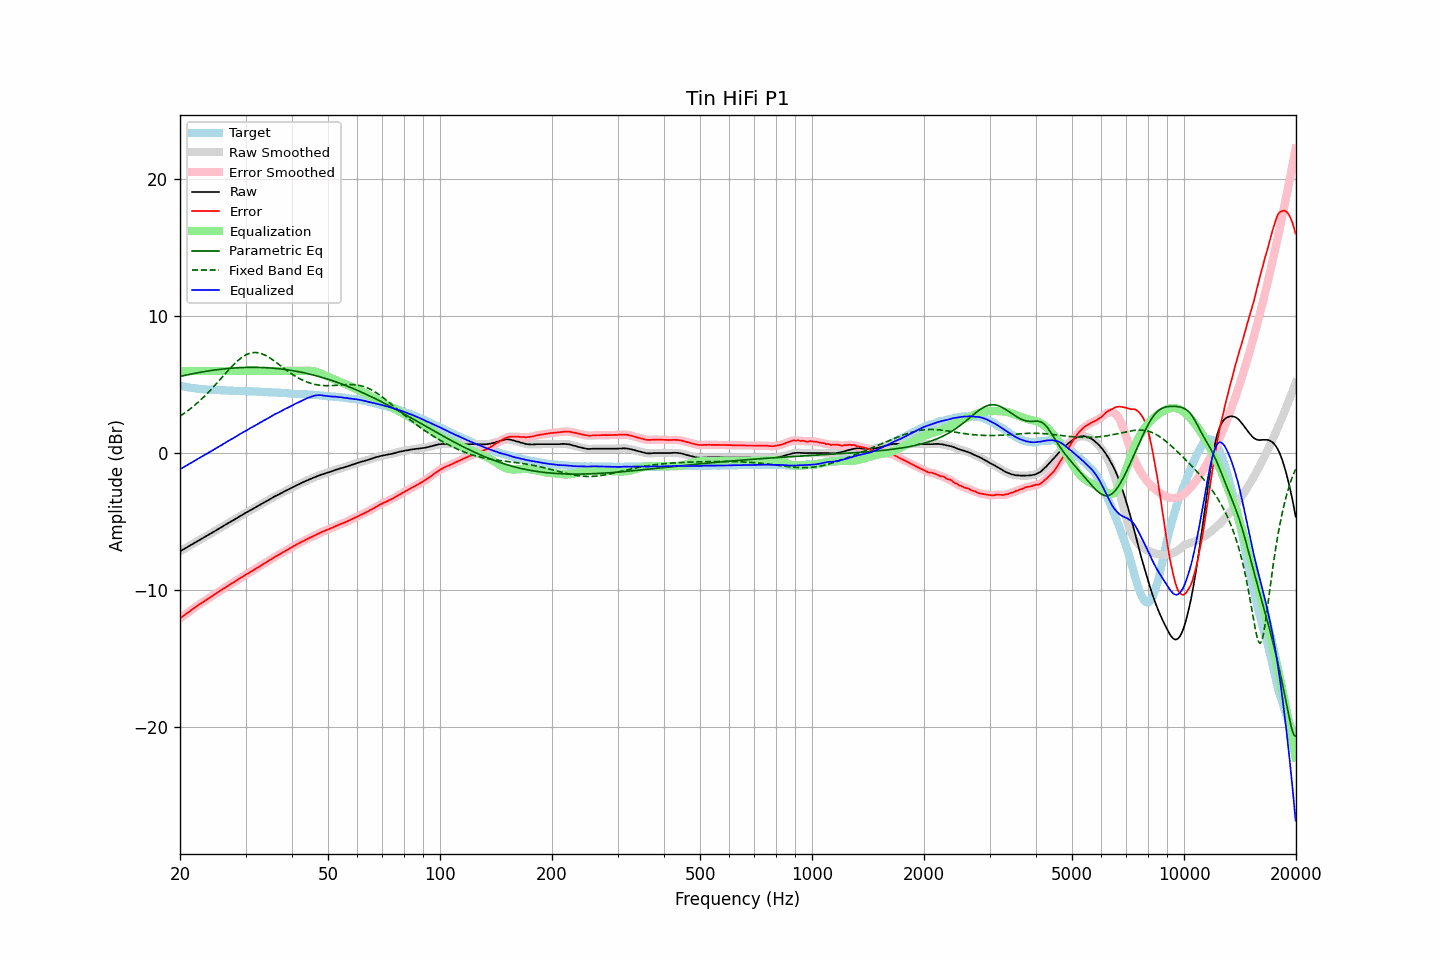 Tin HiFi P1
Target
Raw Smoothed
Error Smoothed
Raw
Error
Equalization
Parametric Eq
Fixed Band Eq
Equalized
20
10
0
−10
−20
Amplitude (dBr)
20 50 100 200 500 1000 2000 5000 10000 20000
Frequency (Hz)